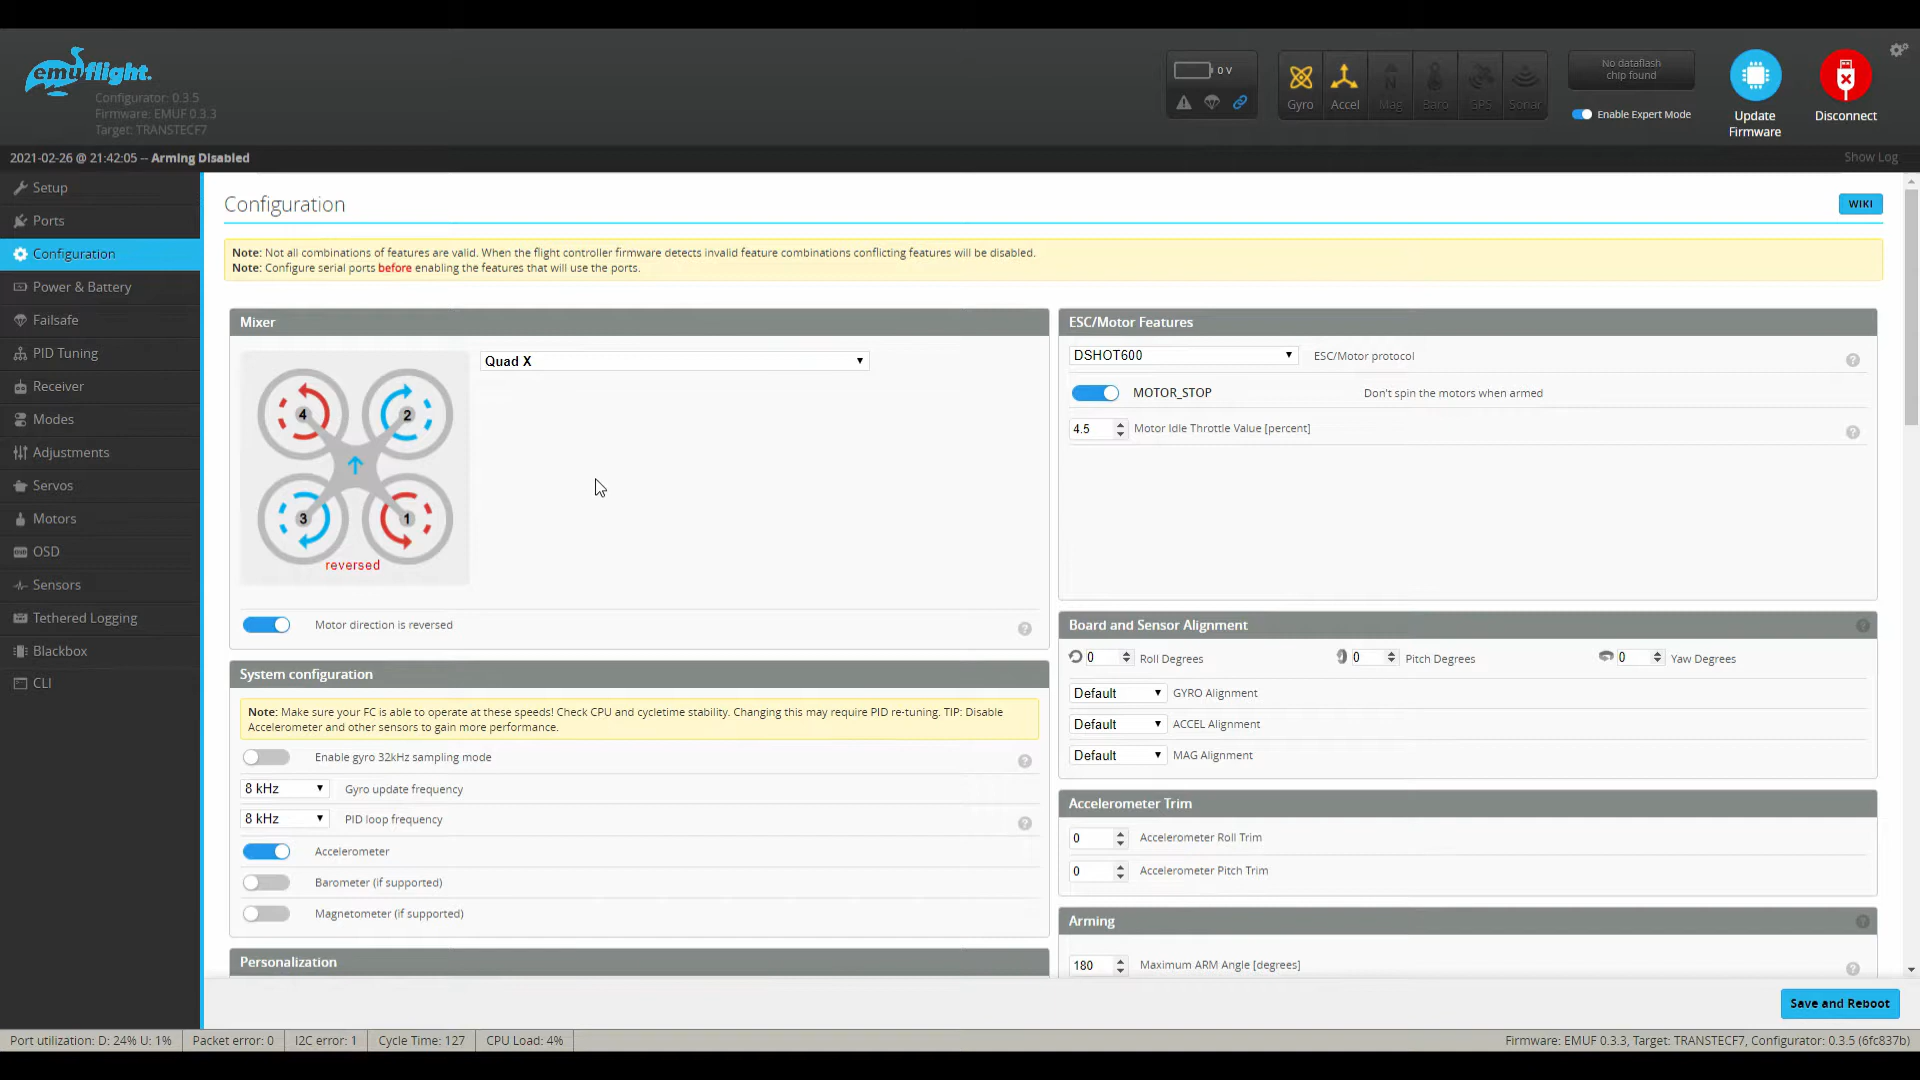 emuflight.
Configurator: 0.3.5
Firmware: EMUF 0.3.3
Target: TRANSTECF7
0 V
Gyro
Accel
Mag
Baro
GPS
Sonar
No dataflash
chip found
Enable Expert Mode
Update
Firmware
Disconnect
2021-02-26 @ 21:42:05 -- Arming Disabled
Show Log
Setup
Ports
Configuration
Power & Battery
Failsafe
PID Tuning
Receiver
Modes
Adjustments
Servos
Motors
OSD
Sensors
Tethered Logging
Blackbox
CLI
Configuration
WIKI
Note: Not all combinations of features are valid. When the flight controller firmware detects invalid feature combinations conflicting features will be disabled.
Note: Configure serial ports before enabling the features that will use the ports.
Mixer
Quad X
4
2
3
1
reversed
Motor direction is reversed
System configuration
Note: Make sure your FC is able to operate at these speeds! Check CPU and cycletime stability. Changing this may require PID re-tuning. TIP: Disable
Accelerometer and other sensors to gain more performance.
Enable gyro 32kHz sampling mode
8 kHz Gyro update frequency
8 kHz PID loop frequency
Accelerometer
Barometer (if supported)
Magnetometer (if supported)
Personalization
ESC/Motor Features
DSHOT600 ESC/Motor protocol
MOTOR_STOP Don't spin the motors when armed
4.5 Motor Idle Throttle Value [percent]
Board and Sensor Alignment
0 Roll Degrees 0 Pitch Degrees 0 Yaw Degrees
Default GYRO Alignment
Default ACCEL Alignment
Default MAG Alignment
Accelerometer Trim
0 Accelerometer Roll Trim
0 Accelerometer Pitch Trim
Arming
180 Maximum ARM Angle [degrees]
Save and Reboot
Port utilization: D: 24% U: 1% Packet error: 0 I2C error: 1 Cycle Time: 127 CPU Load: 4% Firmware: EMUF 0.3.3, Target: TRANSTECF7, Configurator: 0.3.5 (6fc837b)